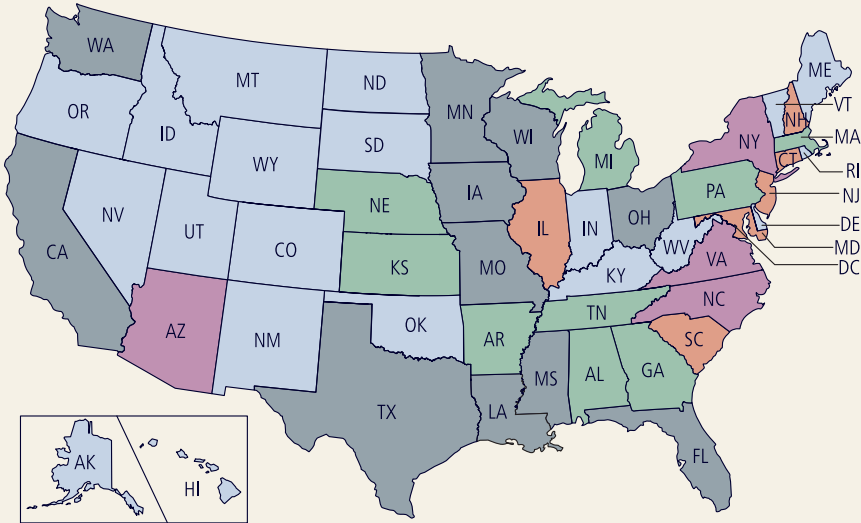 WA
MT
ND
MN
ME
VT
OR
ID
SD
WI
MI
NY
NH
MA
WY
CT
RI
IA
PA
NJ
NE
NV
UT
CO
IL
IN
OH
DE
WV
MD
CA
KS
MO
KY
VA
DC
AZ
NM
OK
AR
TN
NC
SC
TX
LA
MS
AL
GA
FL
AK
HI